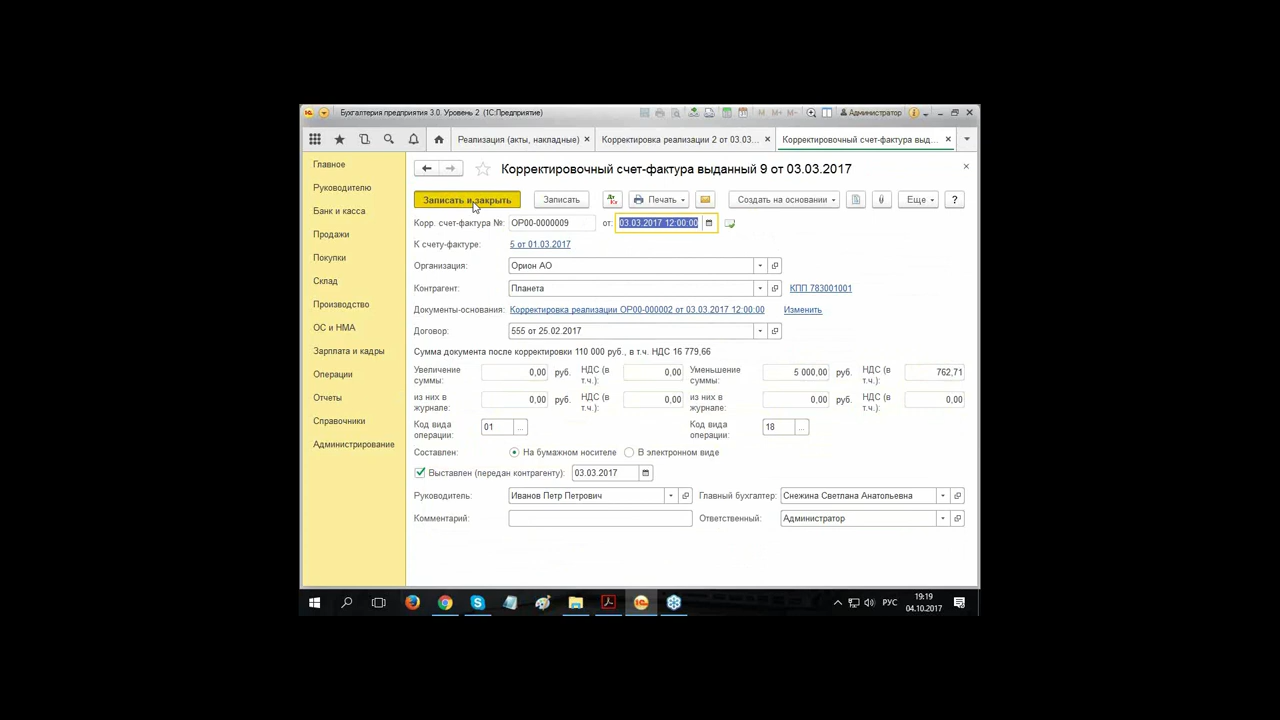 Бухгалтерия предприятия 3.0. Уровень 2 (1С:Предприятие)
M M+ M-
Администратор
Реализация (акты, накладные) ×
Корректировка реализации 2 от 03.03... ×
Корректировочный счет-фактура выд... ×
Главное
Руководителю
Банк и касса
Продажи
Покупки
Склад
Производство
ОС и НМА
Зарплата и кадры
Операции
Отчеты
Справочники
Администрирование
Корректировочный счет-фактура выданный 9 от 03.03.2017
Записать и закрыть Записать Дт Кт Печать Создать на основании Еще ?
Корр. счет-фактура №: ОР00-0000009 от: 03.03.2017 12:00:00
К счету-фактуре: 5 от 01.03.2017
Организация: Орион АО
Контрагент: Планета КПП 783001001
Документы-основания: Корректировка реализации ОР00-000002 от 03.03.2017 12:00:00 Изменить
Договор: 555 от 25.02.2017
Сумма документа после корректировки 110 000 руб., в т.ч. НДС 16 779,66
Увеличение суммы: 0,00 руб. НДС (в т.ч.): 0,00 Уменьшение суммы: 5 000,00 руб. НДС (в т.ч.): 762,71
из них в журнале: 0,00 руб. НДС (в т.ч.): 0,00 из них в журнале: 0,00 руб. НДС (в т.ч.): 0,00
Код вида операции: 01 ... Код вида операции: 18 ...
Составлен: На бумажном носителе В электронном виде
Выставлен (передан контрагенту): 03.03.2017
Руководитель: Иванов Петр Петрович Главный бухгалтер: Снежина Светлана Анатольевна
Комментарий: Ответственный: Администратор
РУС
19:19
04.10.2017